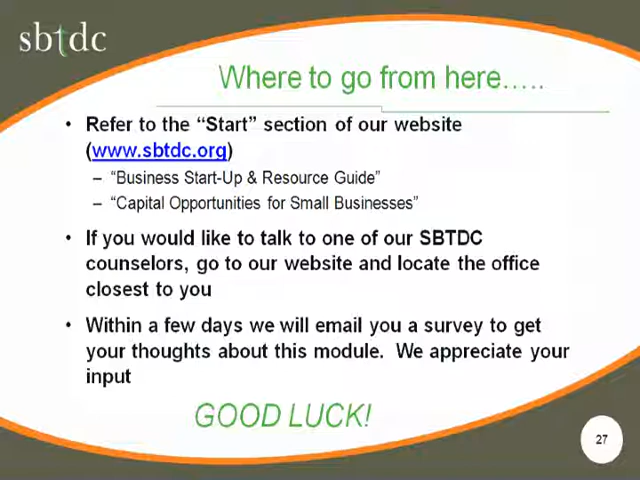 sbtdc
Where to go from here…..
• Refer to the “Start” section of our website
(www.sbtdc.org)
– “Business Start-Up & Resource Guide”
– “Capital Opportunities for Small Businesses”
• If you would like to talk to one of our SBTDC
counselors, go to our website and locate the office
closest to you
• Within a few days we will email you a survey to get
your thoughts about this module.  We appreciate your
input
GOOD LUCK!
27